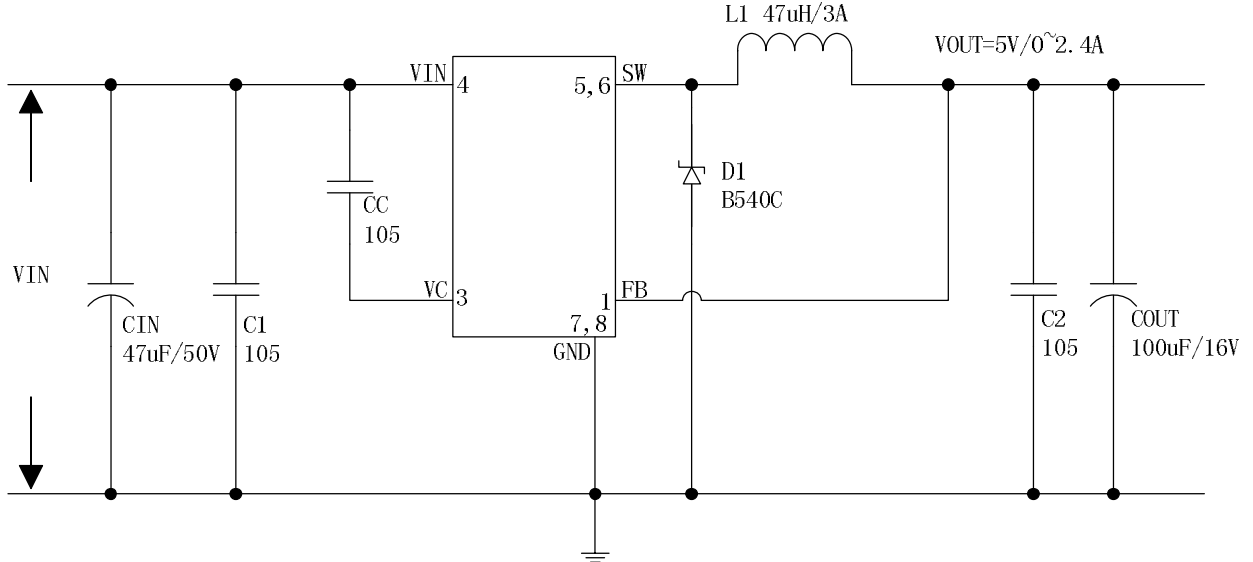 L1 47uH/3A
VOUT=5V/0~2.4A
VIN
4
5,6
SW
D1
B540C
CC
105
VIN
VC
3
1
FB
7,8
GND
CIN
47uF/50V
C1
105
C2
105
COUT
100uF/16V